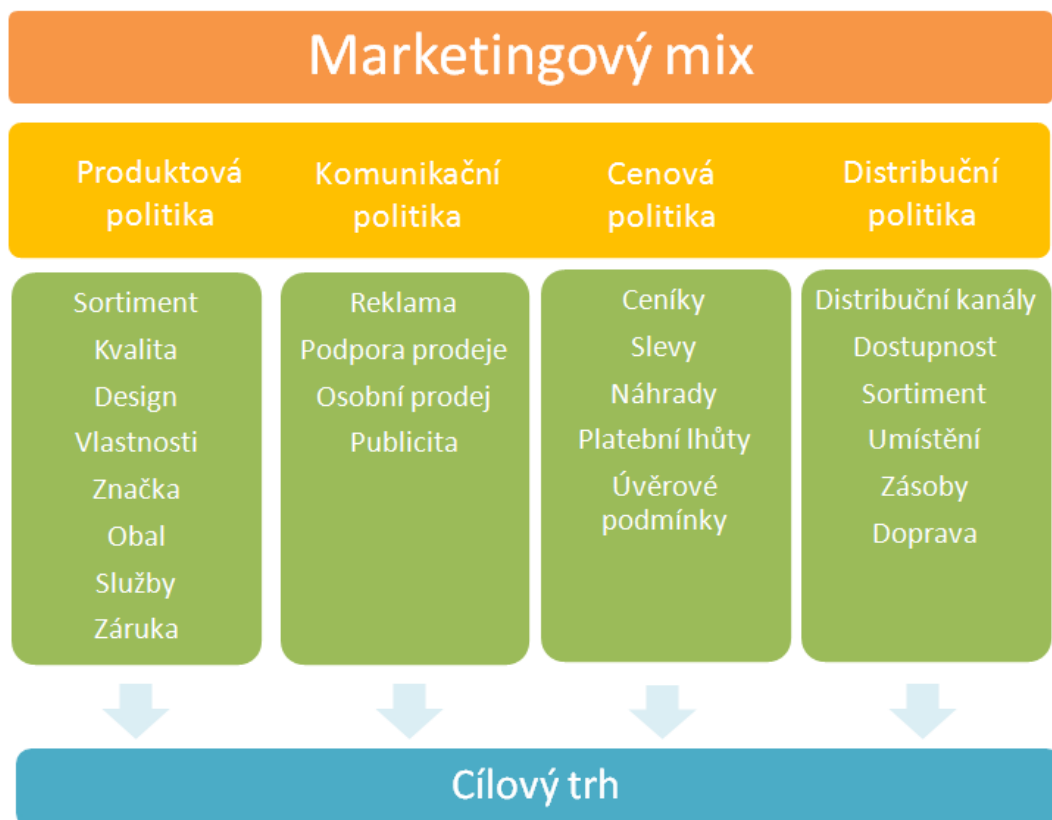 Marketingový mix
Produktová
politika
Komunikační
politika
Cenová
politika
Distribuční
politika
Sortiment
Kvalita
Design
Vlastnosti
Značka
Obal
Služby
Záruka
Reklama
Podpora prodeje
Osobní prodej
Publicita
Ceníky
Slevy
Náhrady
Platební lhůty
Úvěrové
podmínky
Distribuční kanály
Dostupnost
Sortiment
Umístění
Zásoby
Doprava
Cílový trh